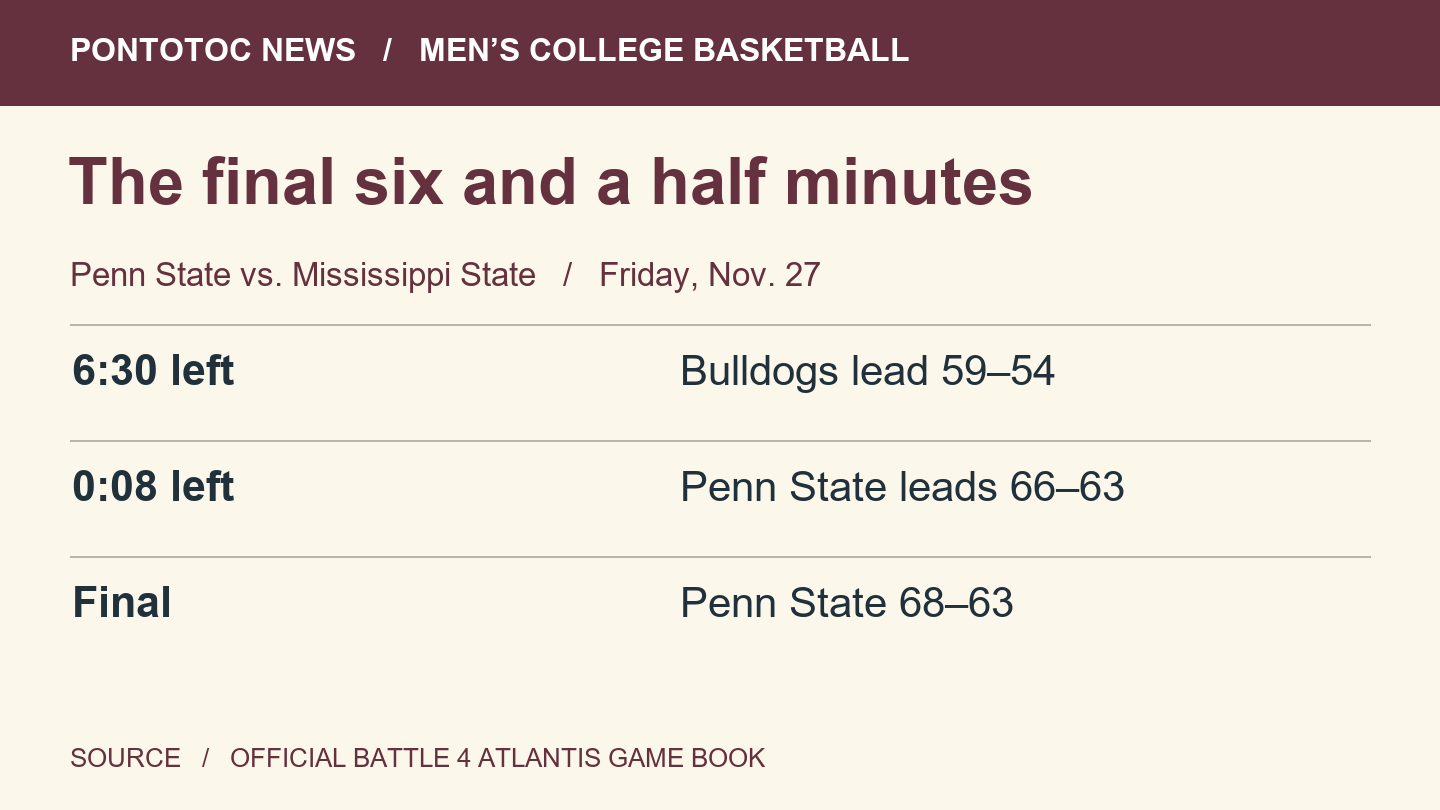 PONTOTOC NEWS / MEN’S COLLEGE BASKETBALL
The final six and a half minutes
Penn State vs. Mississippi State / Friday, Nov. 27
6:30 left Bulldogs lead 59–54
0:08 left Penn State leads 66–63
Final Penn State 68–63
SOURCE / OFFICIAL BATTLE 4 ATLANTIS GAME BOOK